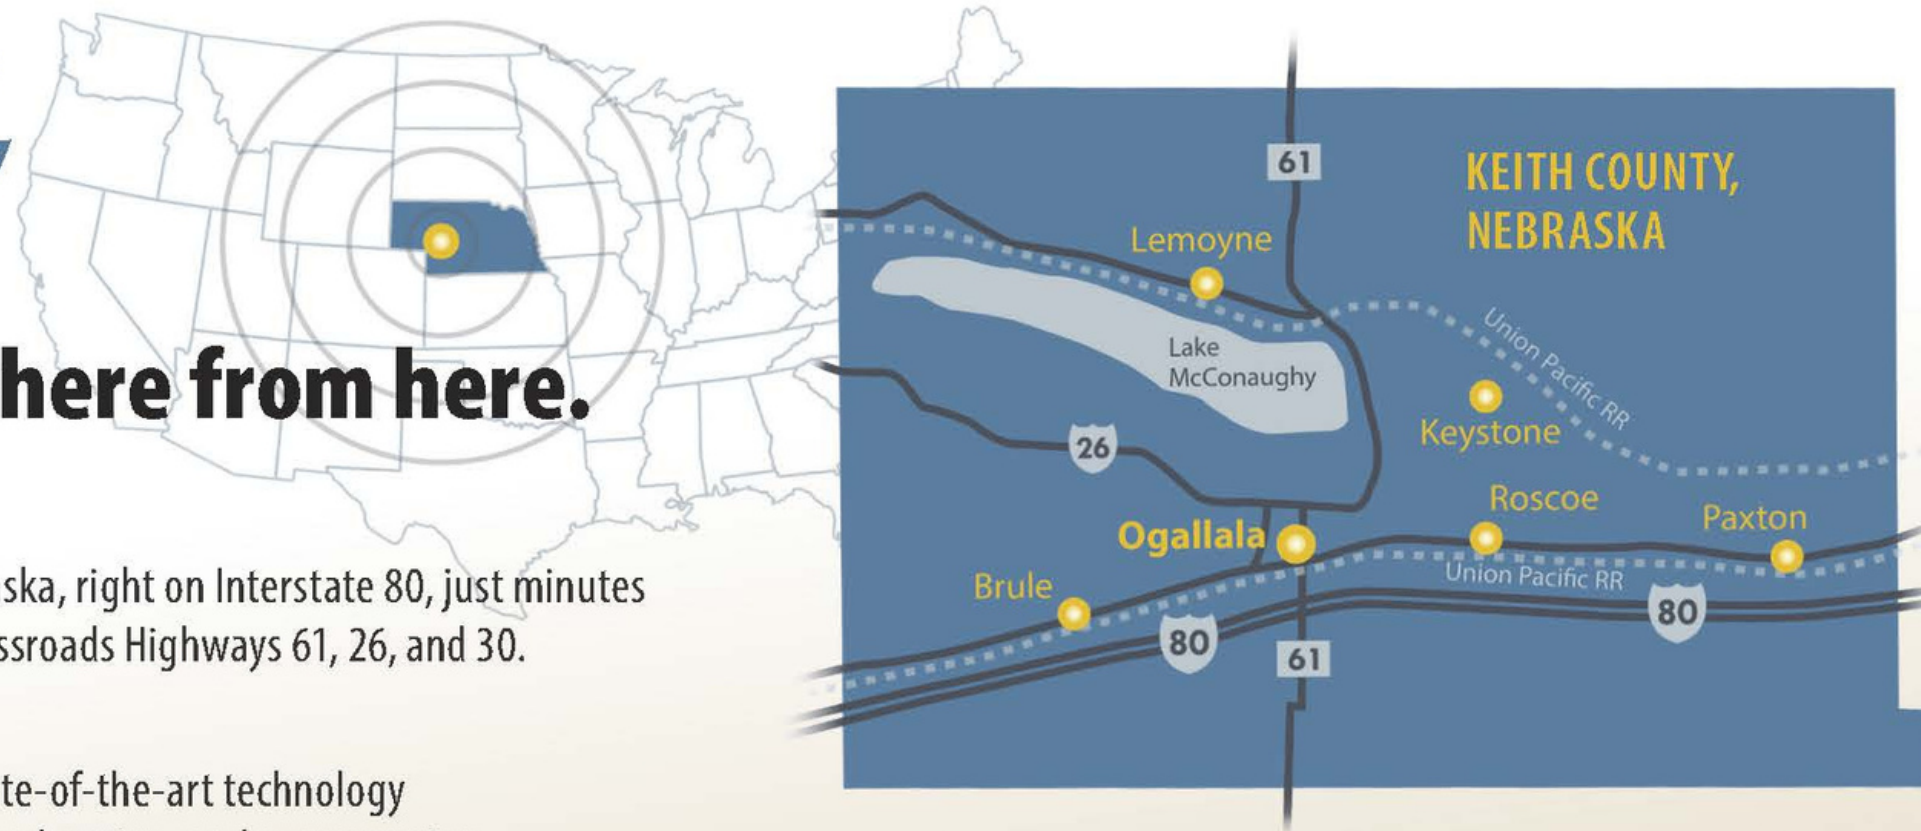 here from here.
ska, right on Interstate 80, just minutes
ssroads Highways 61, 26, and 30.
te-of-the-art technology
KEITH COUNTY,
NEBRASKA
61
Lemoyne
Union Pacific RR
Lake
McConaughy
Keystone
26
Roscoe
Paxton
Ogallala
Union Pacific RR
Brule
80
80
61